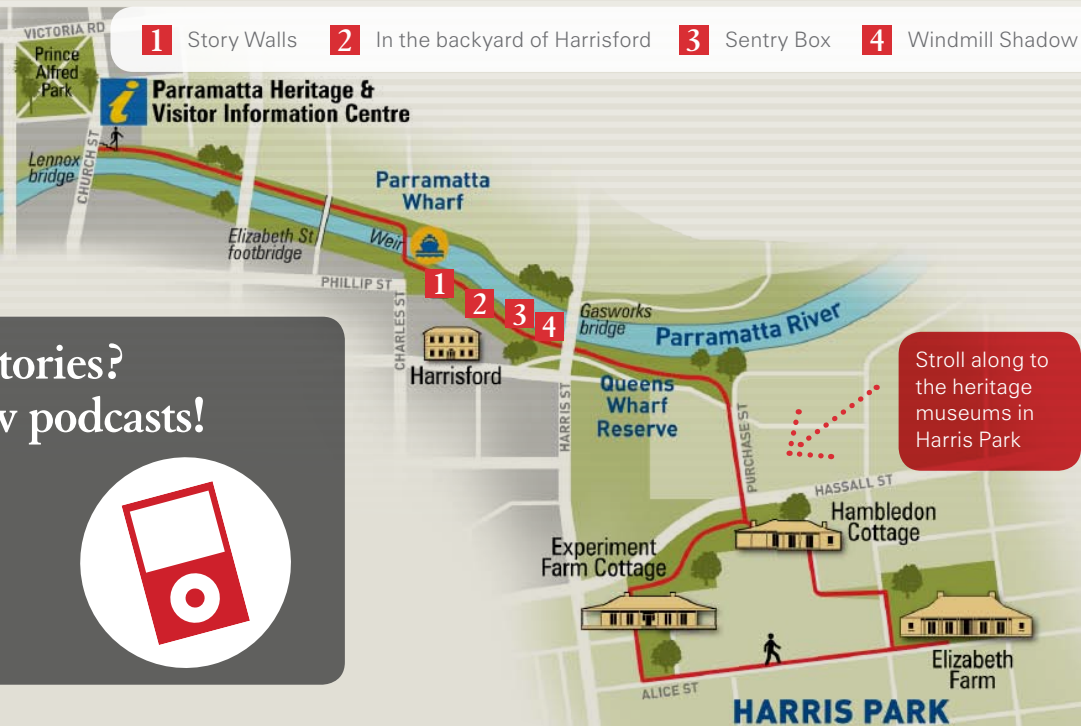 1 Story Walls 2 In the backyard of Harrisford 3 Sentry Box 4 Windmill Shadow
VICTORIA RD
Prince
Alfred
Park
i
Parramatta Heritage &
Visitor Information Centre
Lennox
bridge
CHURCH ST
Parramatta
Wharf
Elizabeth St
footbridge
Weir
PHILLIP ST
CHARLES ST
1
2
3
4
Gasworks
bridge
Parramatta River
Harrisford
HARRIS ST
Queens
Wharf
Reserve
PURCHASE ST
Stroll along to
the heritage
museums in
Harris Park
tories?
w podcasts!
HASSALL ST
Hambledon
Cottage
Experiment
Farm Cottage
Elizabeth
Farm
ALICE ST
HARRIS PARK